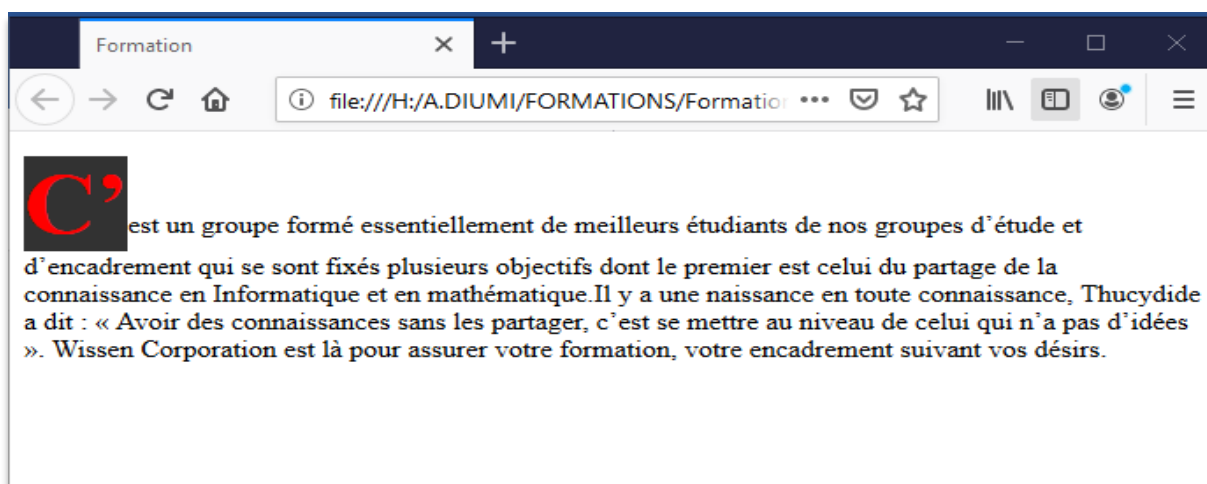 Formation
file:///H:/A.DIUMI/FORMATIONS/Formation
C’est un groupe formé essentiellement de meilleurs étudiants de nos groupes d’étude et
d’encadrement qui se sont fixés plusieurs objectifs dont le premier est celui du partage de la
connaissance en Informatique et en mathématique.Il y a une naissance en toute connaissance, Thucydide
a dit : « Avoir des connaissances sans les partager, c’est se mettre au niveau de celui qui n’a pas d’idées
». Wissen Corporation est là pour assurer votre formation, votre encadrement suivant vos désirs.